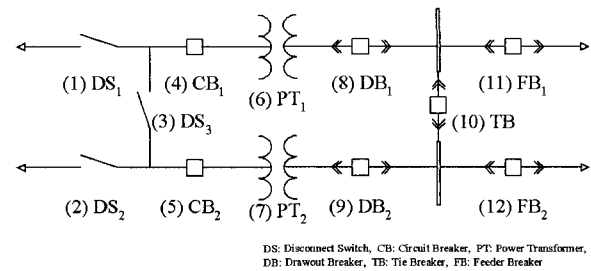 (1) DS₁
(4) CB₁
(6) PT₁
(8) DB₁
(11) FB₁
(3) DS₃
(10) TB
(2) DS₂
(5) CB₂
(7) PT₂
(9) DB₂
(12) FB₂
DS: Disconnect Switch, CB: Circuit Breaker, PT: Power Transformer,
DB: Drawout Breaker, TB: Tie Breaker, FB: Feeder Breaker